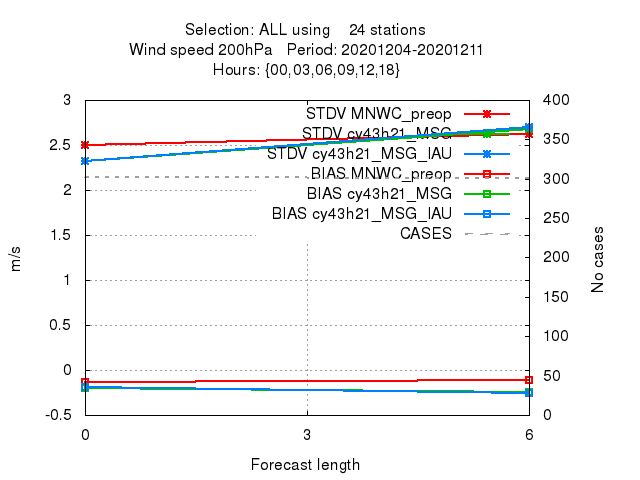 Selection: ALL using 24 stations
Wind speed 200hPa Period: 20201204-20201211
Hours: {00,03,06,09,12,18}
3
2.5
2
1.5
1
0.5
0
-0.5
m/s
STDV MNWC_preop
STDV cy43h21_MSG
STDV cy43h21_MSG_IAU
BIAS MNWC_preop
BIAS cy43h21_MSG
BIAS cy43h21_MSG_IAU
CASES
400
350
300
250
200
150
100
50
0
No cases
0 3 6
Forecast length